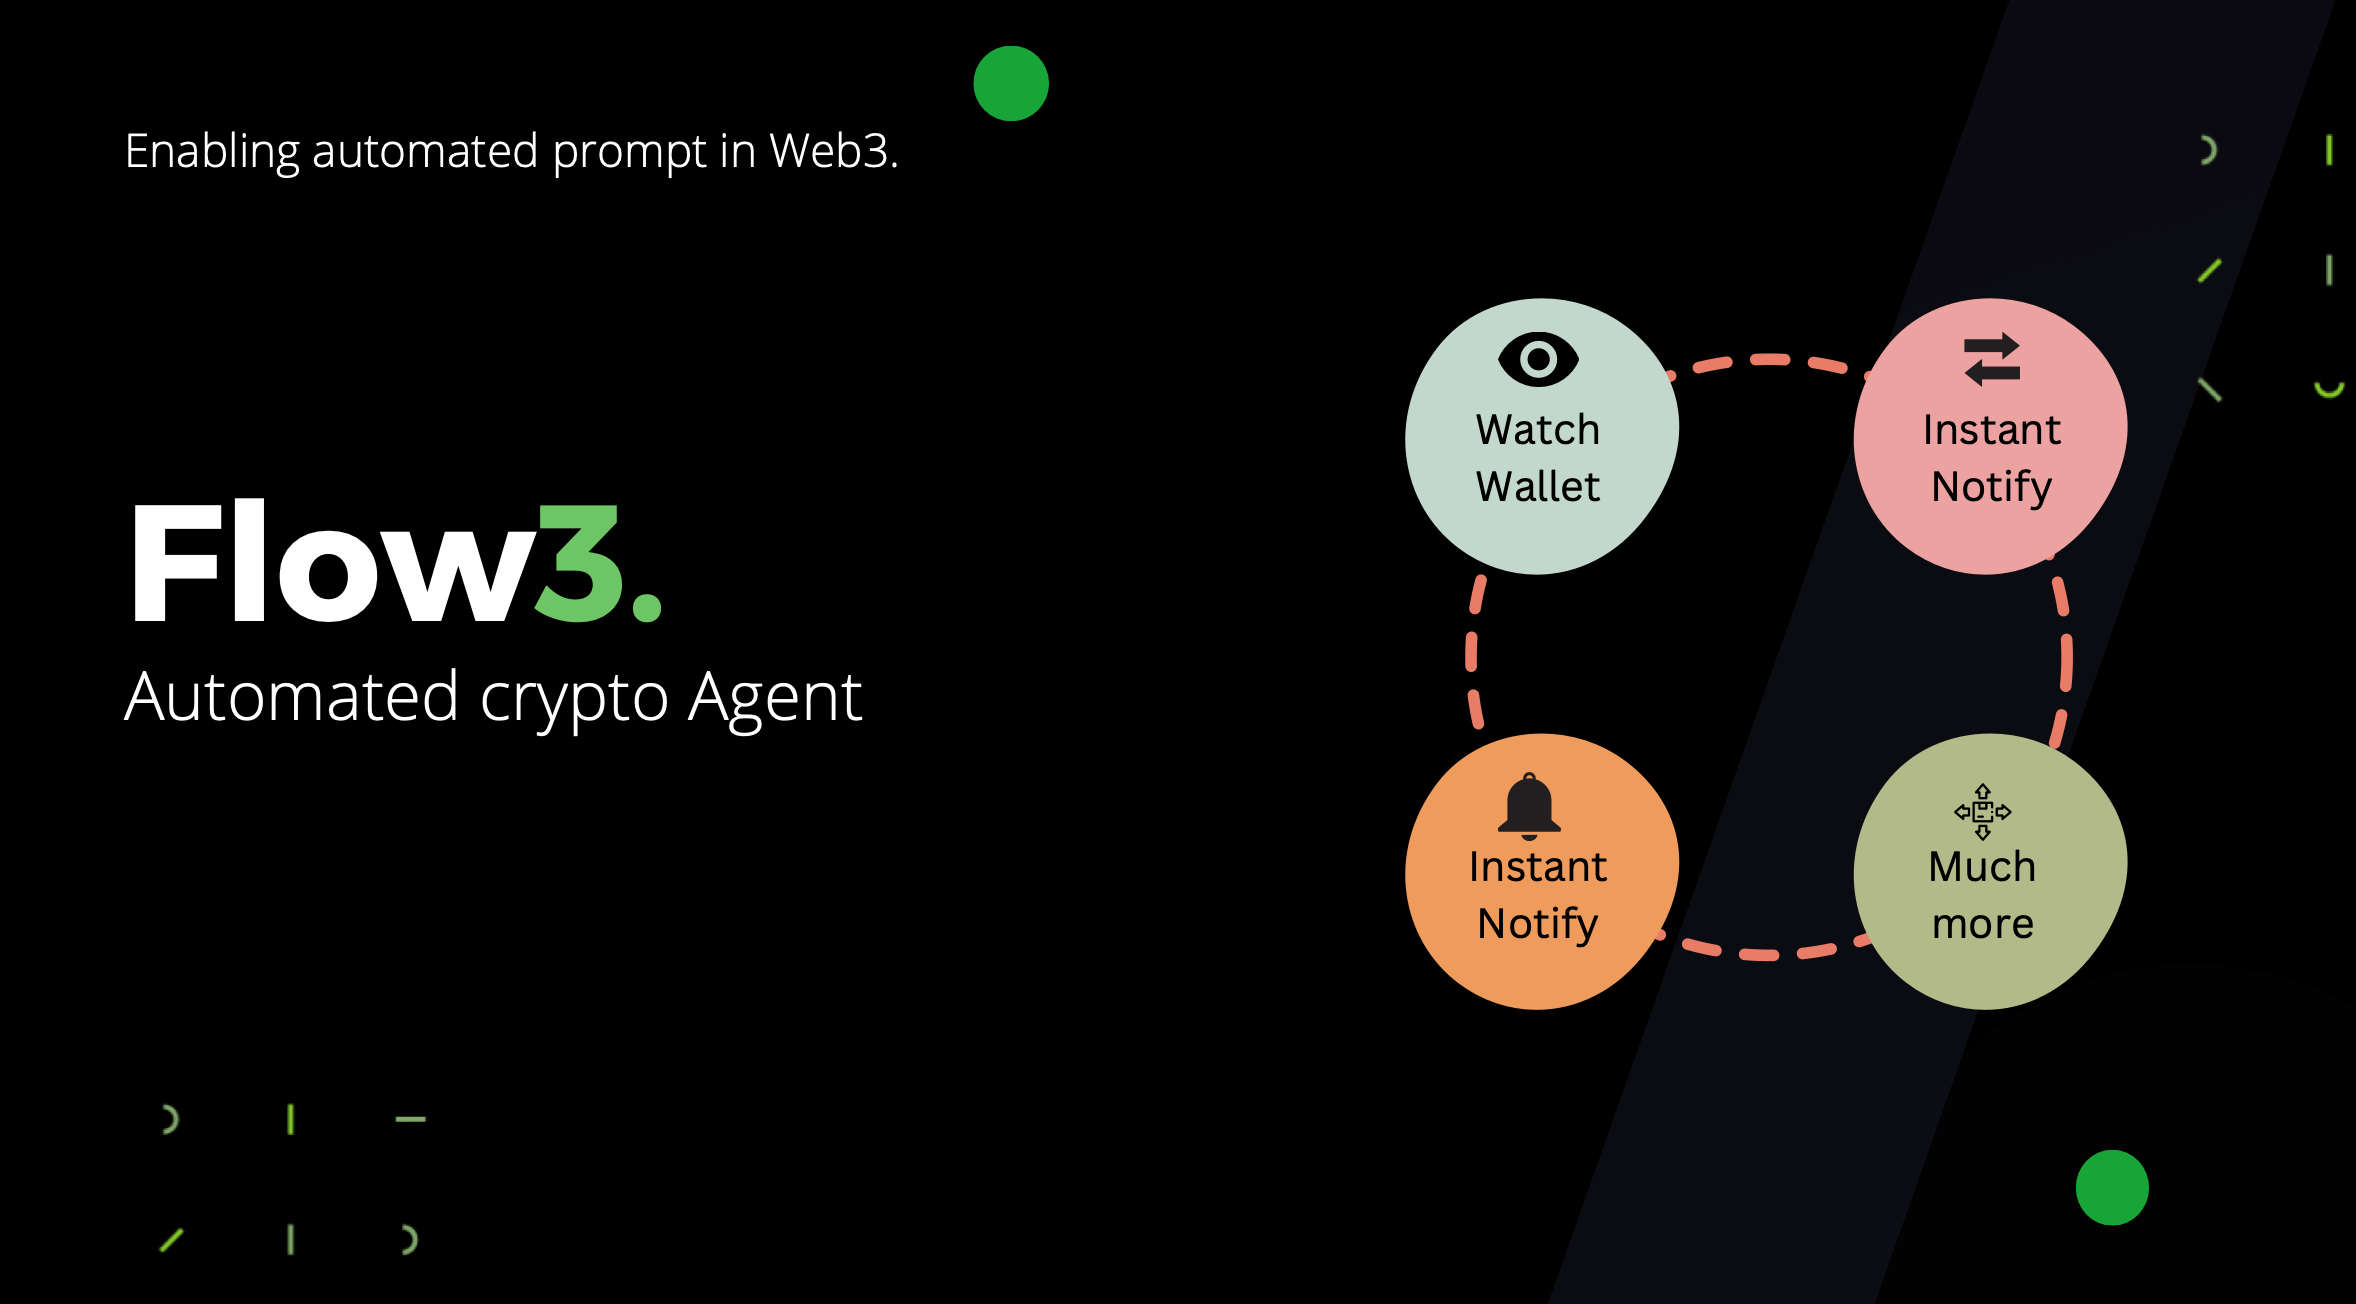 Enabling automated prompt in Web3.
Flow3.
Automated crypto Agent
Watch
Wallet
Instant
Notify
Instant
Notify
Much
more